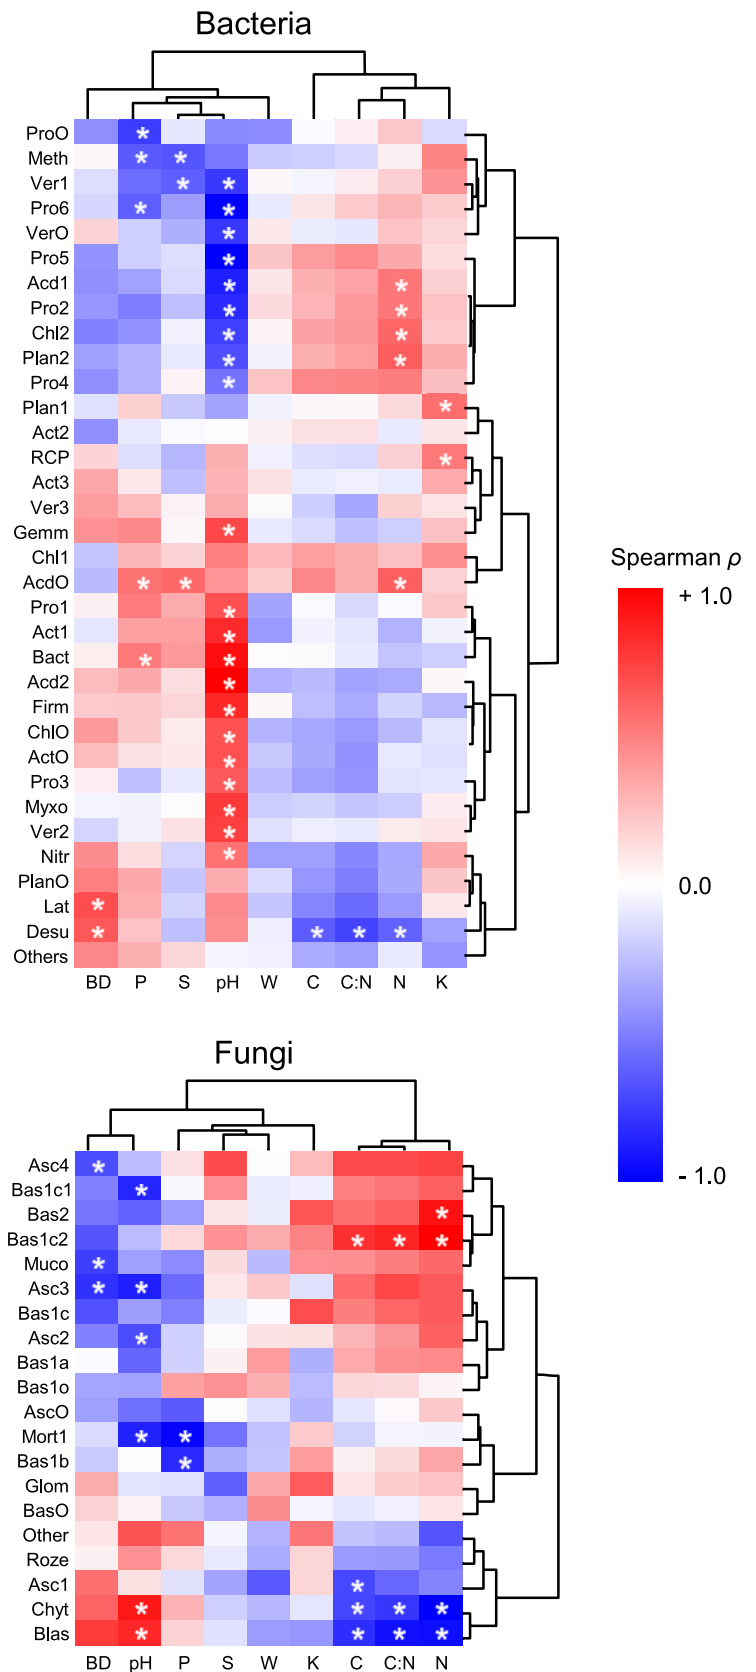 Bacteria
ProO
Meth
Ver1
Pro6
VerO
Pro5
Acd1
Pro2
Chl2
Plan2
Pro4
Plan1
Act2
RCP
Act3
Ver3
Gemm
Chl1
AcdO
Pro1
Act1
Bact
Acd2
Firm
ChlO
ActO
Pro3
Myxo
Ver2
Nitr
PlanO
Lat
Desu
Others
BD P S pH W C C:N N K
Spearman ρ
+ 1.0
0.0
- 1.0
Fungi
Asc4
Bas1c1
Bas2
Bas1c2
Muco
Asc3
Bas1c
Asc2
Bas1a
Bas1o
AscO
Mort1
Bas1b
Glom
BasO
Other
Roze
Asc1
Chyt
Blas
BD pH P S W K C C:N N